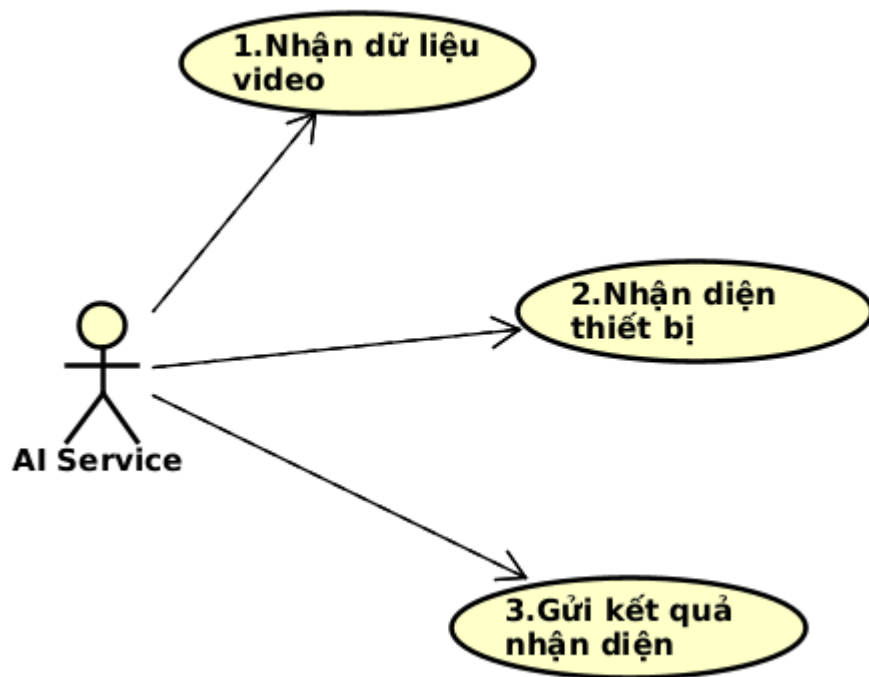 1.Nhận dữ liệu
video
2.Nhận diện
thiết bị
AI Service
3.Gửi kết quả
nhận diện